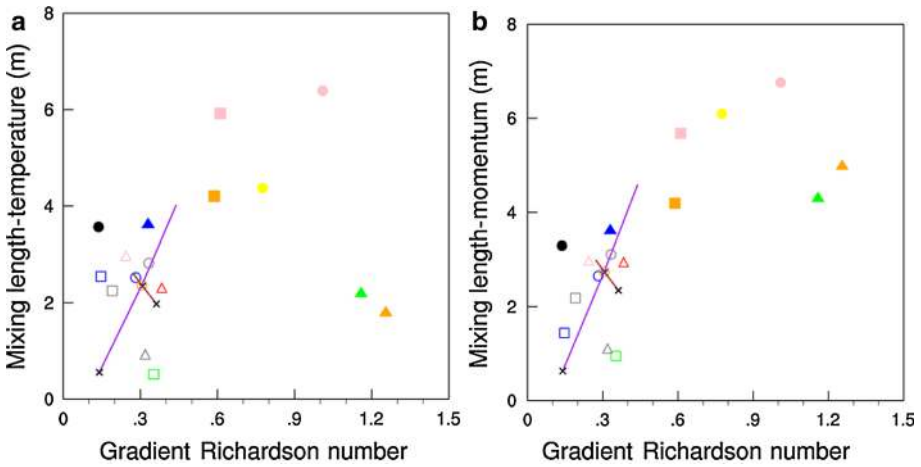 a
8
6
4
2
0
Mixing length-temperature (m)
0 .3 .6 .9 1.2 1.5
Gradient Richardson number
b
8
6
4
2
0
Mixing length-momentum (m)
0 .3 .6 .9 1.2 1.5
Gradient Richardson number